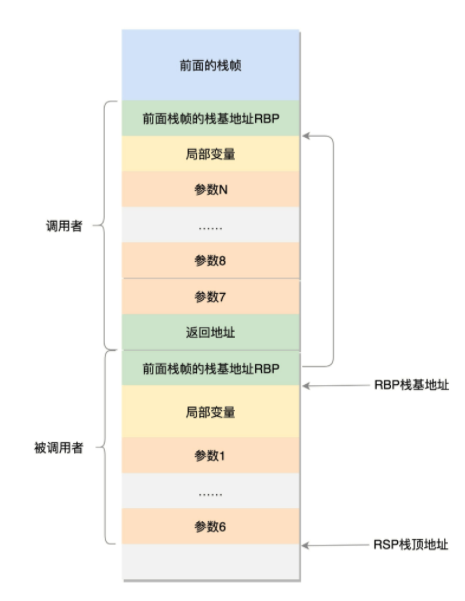 前面的栈帧
前面栈帧的栈基地址RBP
局部变量
参数N
……
调用者
参数8
参数7
返回地址
前面栈帧的栈基地址RBP
RBP栈基地址
局部变量
被调用者
参数1
……
参数6
RSP栈顶地址